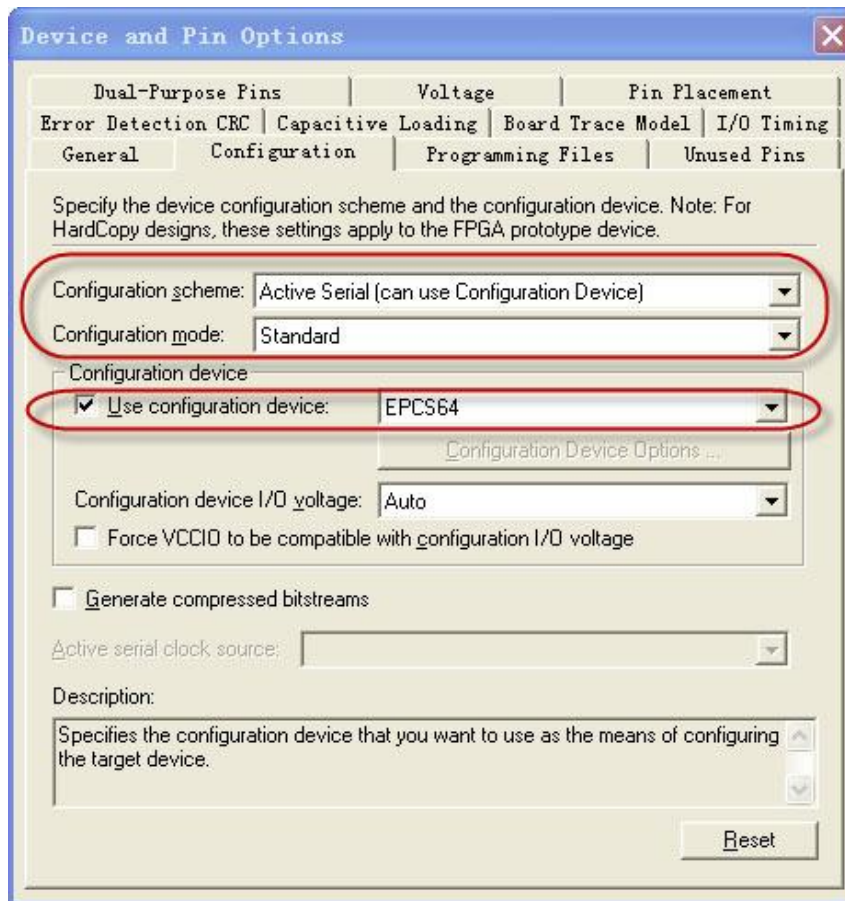 Device and Pin Options
Dual-Purpose Pins Voltage Pin Placement
Error Detection CRC Capacitive Loading Board Trace Model I/O Timing
General Configuration Programming Files Unused Pins
Specify the device configuration scheme and the configuration device. Note: For
HardCopy designs, these settings apply to the FPGA prototype device.
Configuration scheme: Active Serial (can use Configuration Device)
Configuration mode: Standard
Configuration device
Use configuration device: EPCS64
Configuration Device Options ...
Configuration device I/O voltage: Auto
Force VCCIO to be compatible with configuration I/O voltage
Generate compressed bitstreams
Active serial clock source:
Description:
Specifies the configuration device that you want to use as the means of configuring
the target device.
Reset